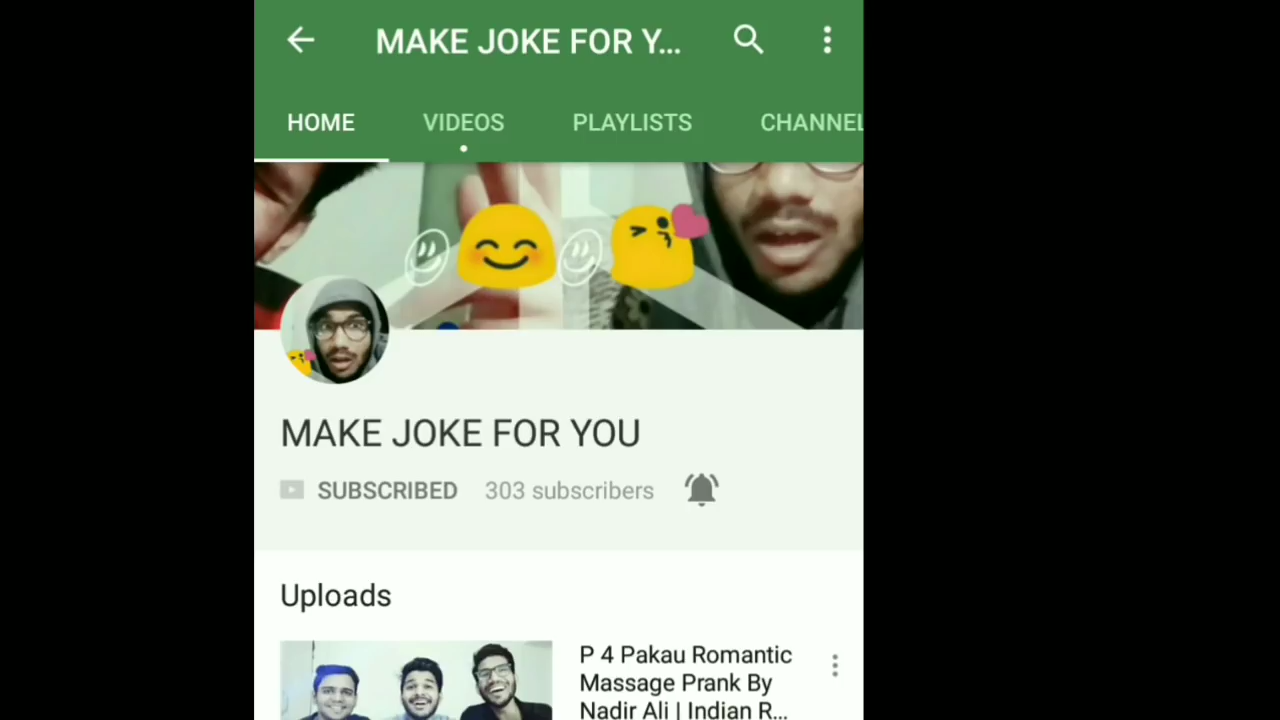 MAKE JOKE FOR Y...
HOME VIDEOS PLAYLISTS CHANNEL
MAKE JOKE FOR YOU
SUBSCRIBED 303 subscribers
Uploads
P 4 Pakau Romantic
Massage Prank By
Nadir Ali | Indian R...